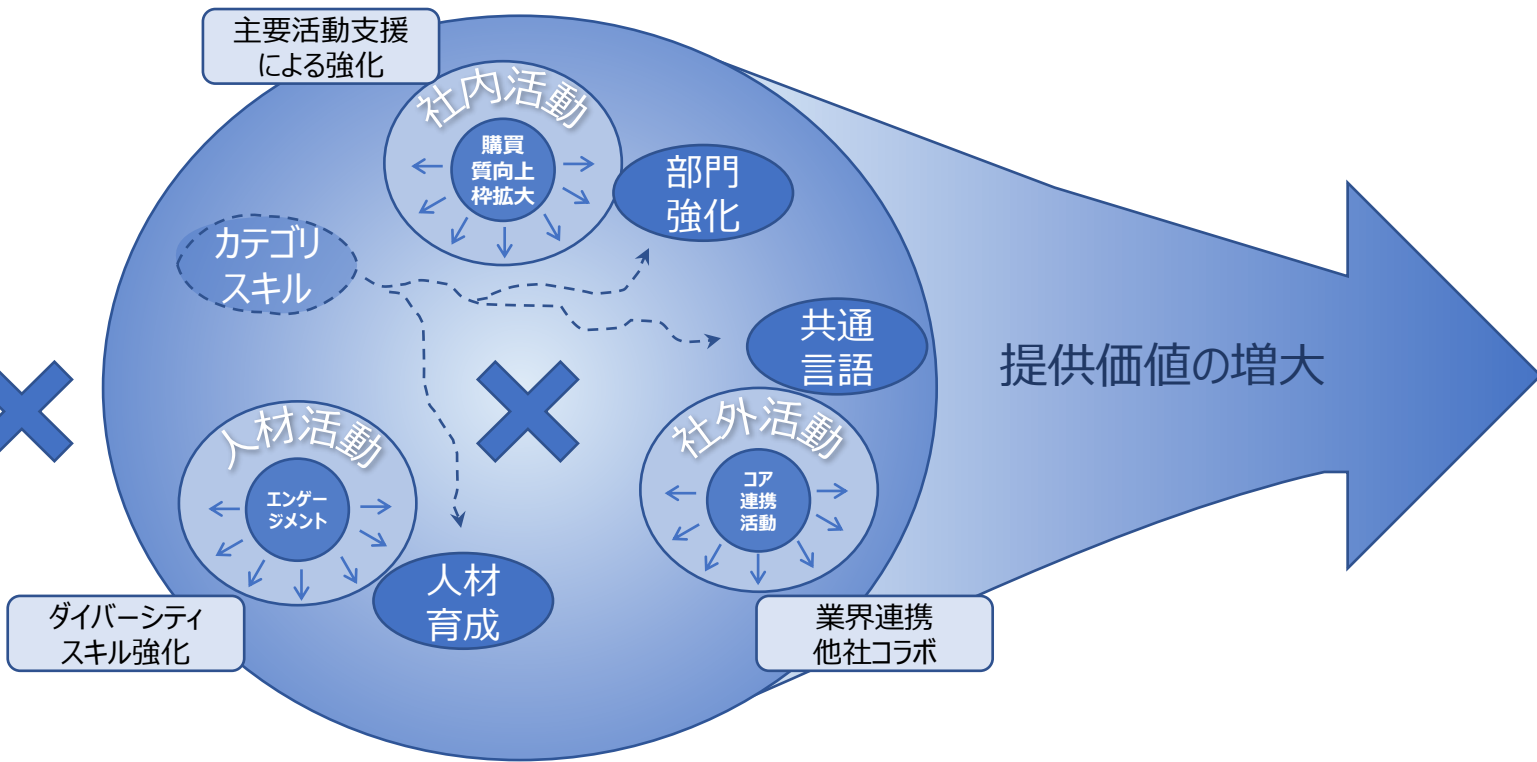 主要活動支援
による強化
社内活動
購買
質向上
枠拡大
部門
強化
カテゴリ
スキル
共通
言語
提供価値の増大
人材活動
エンゲー
ジメント
社外活動
コア
連携
活動
人材
育成
ダイバーシティ
スキル強化
業界連携
他社コラボ